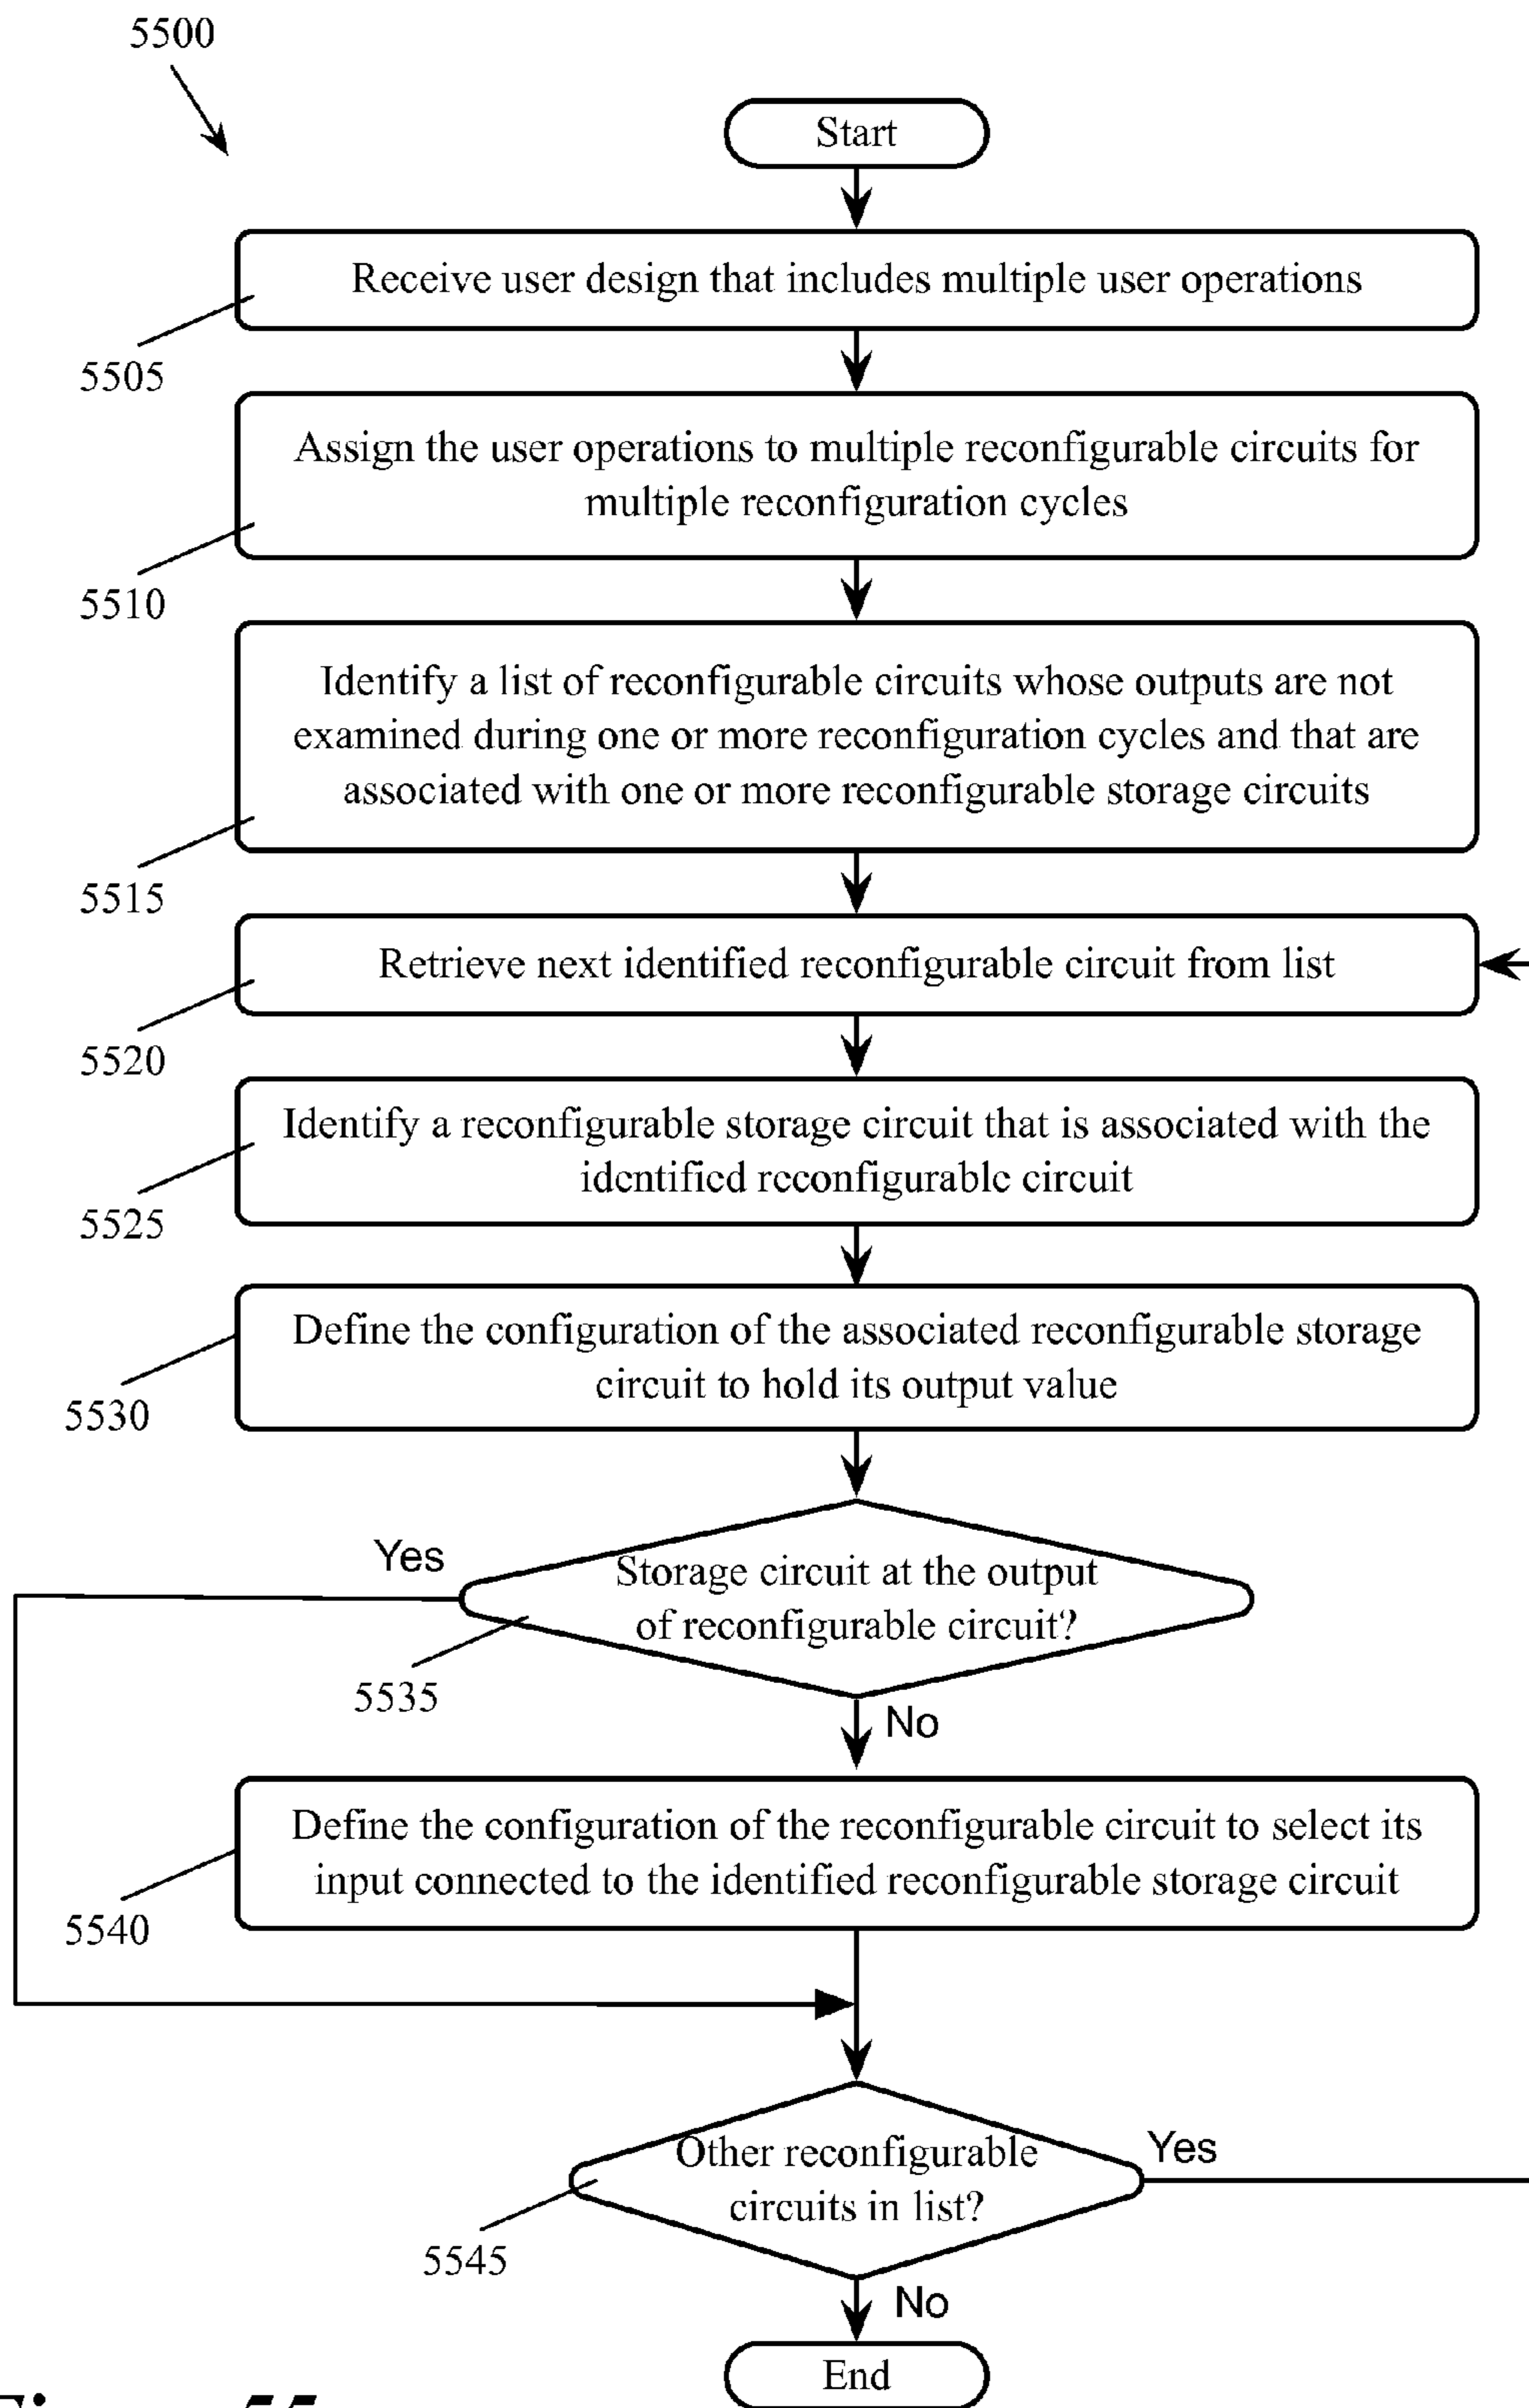 5500
Start
Receive user design that includes multiple user operations
5505
Assign the user operations to multiple reconfigurable circuits for
multiple reconfiguration cycles
5510
Identify a list of reconfigurable circuits whose outputs are not
examined during one or more reconfiguration cycles and that are
associated with one or more reconfigurable storage circuits
5515
Retrieve next identified reconfigurable circuit from list
5520
Identify a reconfigurable storage circuit that is associated with the
identified reconfigurable circuit
5525
Define the configuration of the associated reconfigurable storage
circuit to hold its output value
5530
Yes
Storage circuit at the output
of reconfigurable circuit?
5535
No
Define the configuration of the reconfigurable circuit to select its
input connected to the identified reconfigurable storage circuit
5540
Other reconfigurable
circuits in list?
Yes
5545
No
End